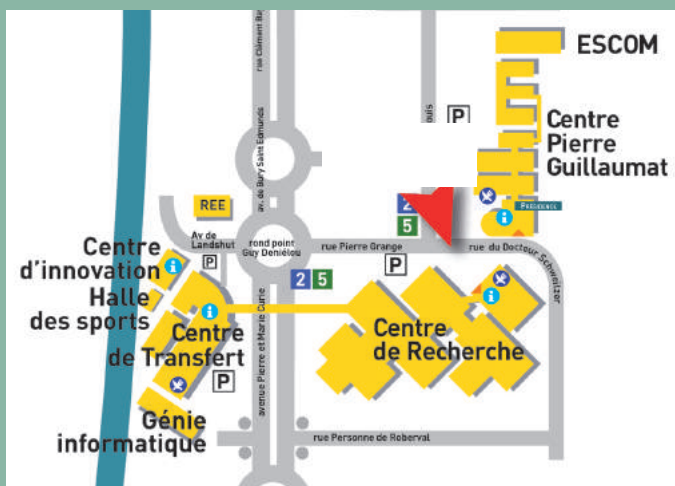 ESCOM
Centre
Pierre
Guillaumat
P
PRÉSIDENCE
i
rue Clément
av. de Bury Saint Edmunds
REE
Av de
Landshut
P
rond point
Guy Deniélou
rue Pierre Grange
2
5
P
rue du Docteur Schweitzer
Centre
d'innovation
i
Halle
des sports
i
2 5
Centre
de Transfert
P
avenue Pierre et Marie Curie
Centre
de Recherche
i
Génie
informatique
rue Personne de Roberval